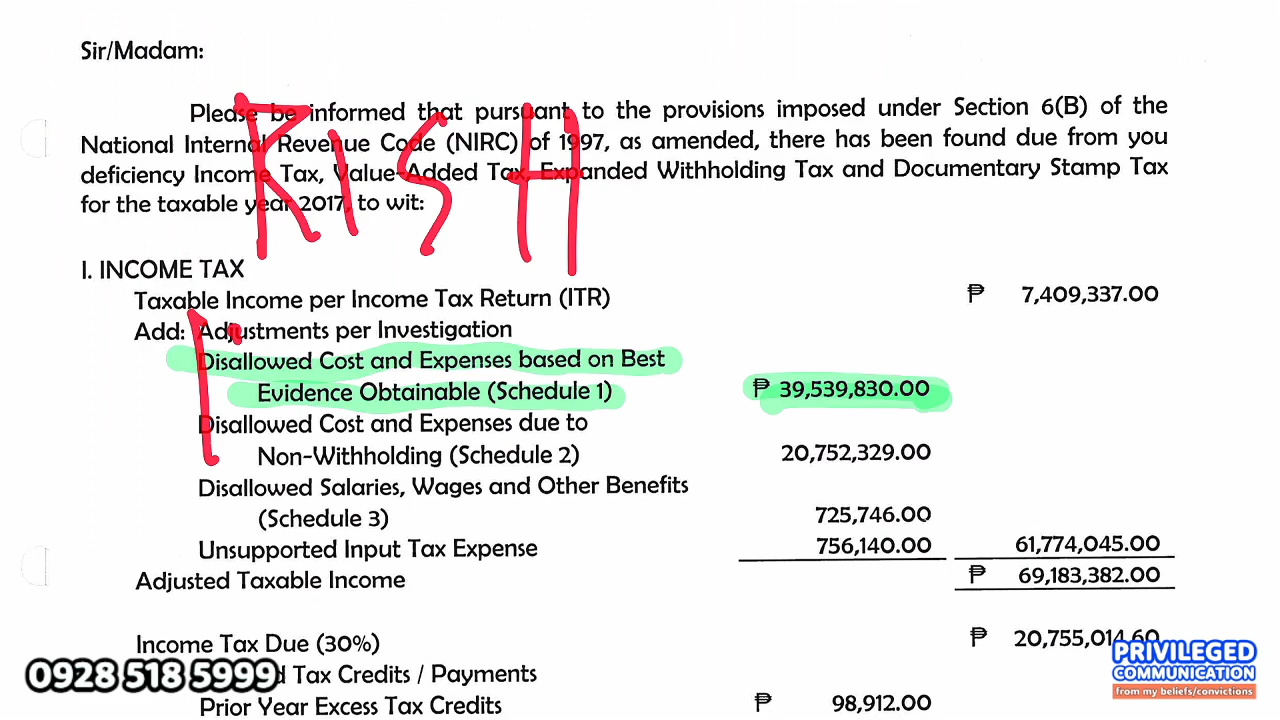 Sir/Madam:
Please be informed that pursuant to the provisions imposed under Section 6(B) of the
National Internal Revenue Code (NIRC) of 1997, as amended, there has been found due from you
deficiency Income Tax, Value-Added Tax, Expanded Withholding Tax and Documentary Stamp Tax
for the taxable year 2017, to wit:
RISH
I. INCOME TAX
Taxable Income per Income Tax Return (ITR) ₱ 7,409,337.00
Add: Adjustments per Investigation
Disallowed Cost and Expenses based on Best
Evidence Obtainable (Schedule 1) ₱ 39,539,830.00
Disallowed Cost and Expenses due to
Non-Withholding (Schedule 2) 20,752,329.00
Disallowed Salaries, Wages and Other Benefits
(Schedule 3) 725,746.00
Unsupported Input Tax Expense 756,140.00 61,774,045.00
Adjusted Taxable Income ₱ 69,183,382.00
Income Tax Due (30%) ₱ 20,755,014.60
Tax Credits / Payments
Prior Year Excess Tax Credits ₱ 98,912.00
0928 518 5999
PRIVILEGED
COMMUNICATION
from my beliefs/convictions